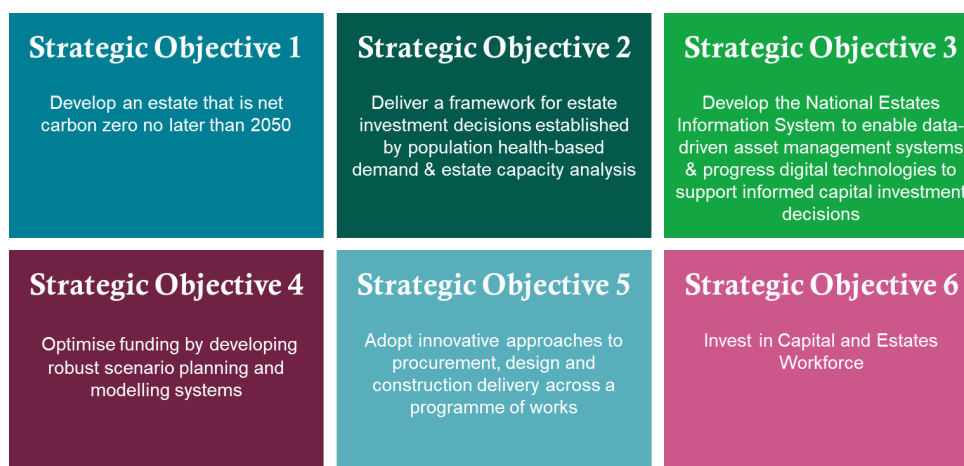 Strategic Objective 1
Develop an estate that is net
carbon zero no later than 2050
Strategic Objective 2
Deliver a framework for estate
investment decisions established
by population health-based
demand & estate capacity analysis
Strategic Objective 3
Develop the National Estates
Information System to enable data-
driven asset management systems
& progress digital technologies to
support informed capital investment
decisions
Strategic Objective 4
Optimise funding by developing
robust scenario planning and
modelling systems
Strategic Objective 5
Adopt innovative approaches to
procurement, design and
construction delivery across a
programme of works
Strategic Objective 6
Invest in Capital and Estates
Workforce